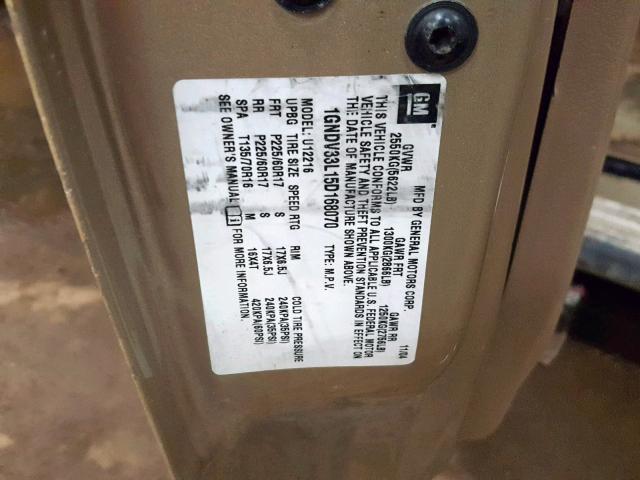 GM
MFD BY GENERAL MOTORS CORP 11/04
GVWR GAWR FRT GAWR RR
2550KG(5622LB) 1300KG(2866LB) 1250KG(2756LB)
THIS VEHICLE CONFORMS TO ALL APPLICABLE U.S. FEDERAL MOTOR
VEHICLE SAFETY AND THEFT PREVENTION STANDARDS IN EFFECT ON
THE DATE OF MANUFACTURE SHOWN ABOVE.
1GNDV33L15D168070 TYPE: M.P.V.
MODEL: U12216
UPBG TIRE SIZE SPEED RTG RIM COLD TIRE PRESSURE
FRT P225/60R17 S 17X6.5J 240KPA(35PSI)
RR P225/60R17 S 17X6.5J 240KPA(35PSI)
SPA T135/70R16 M 16X4T 420KPA(60PSI)
SEE OWNER'S MANUAL FOR MORE INFORMATION.